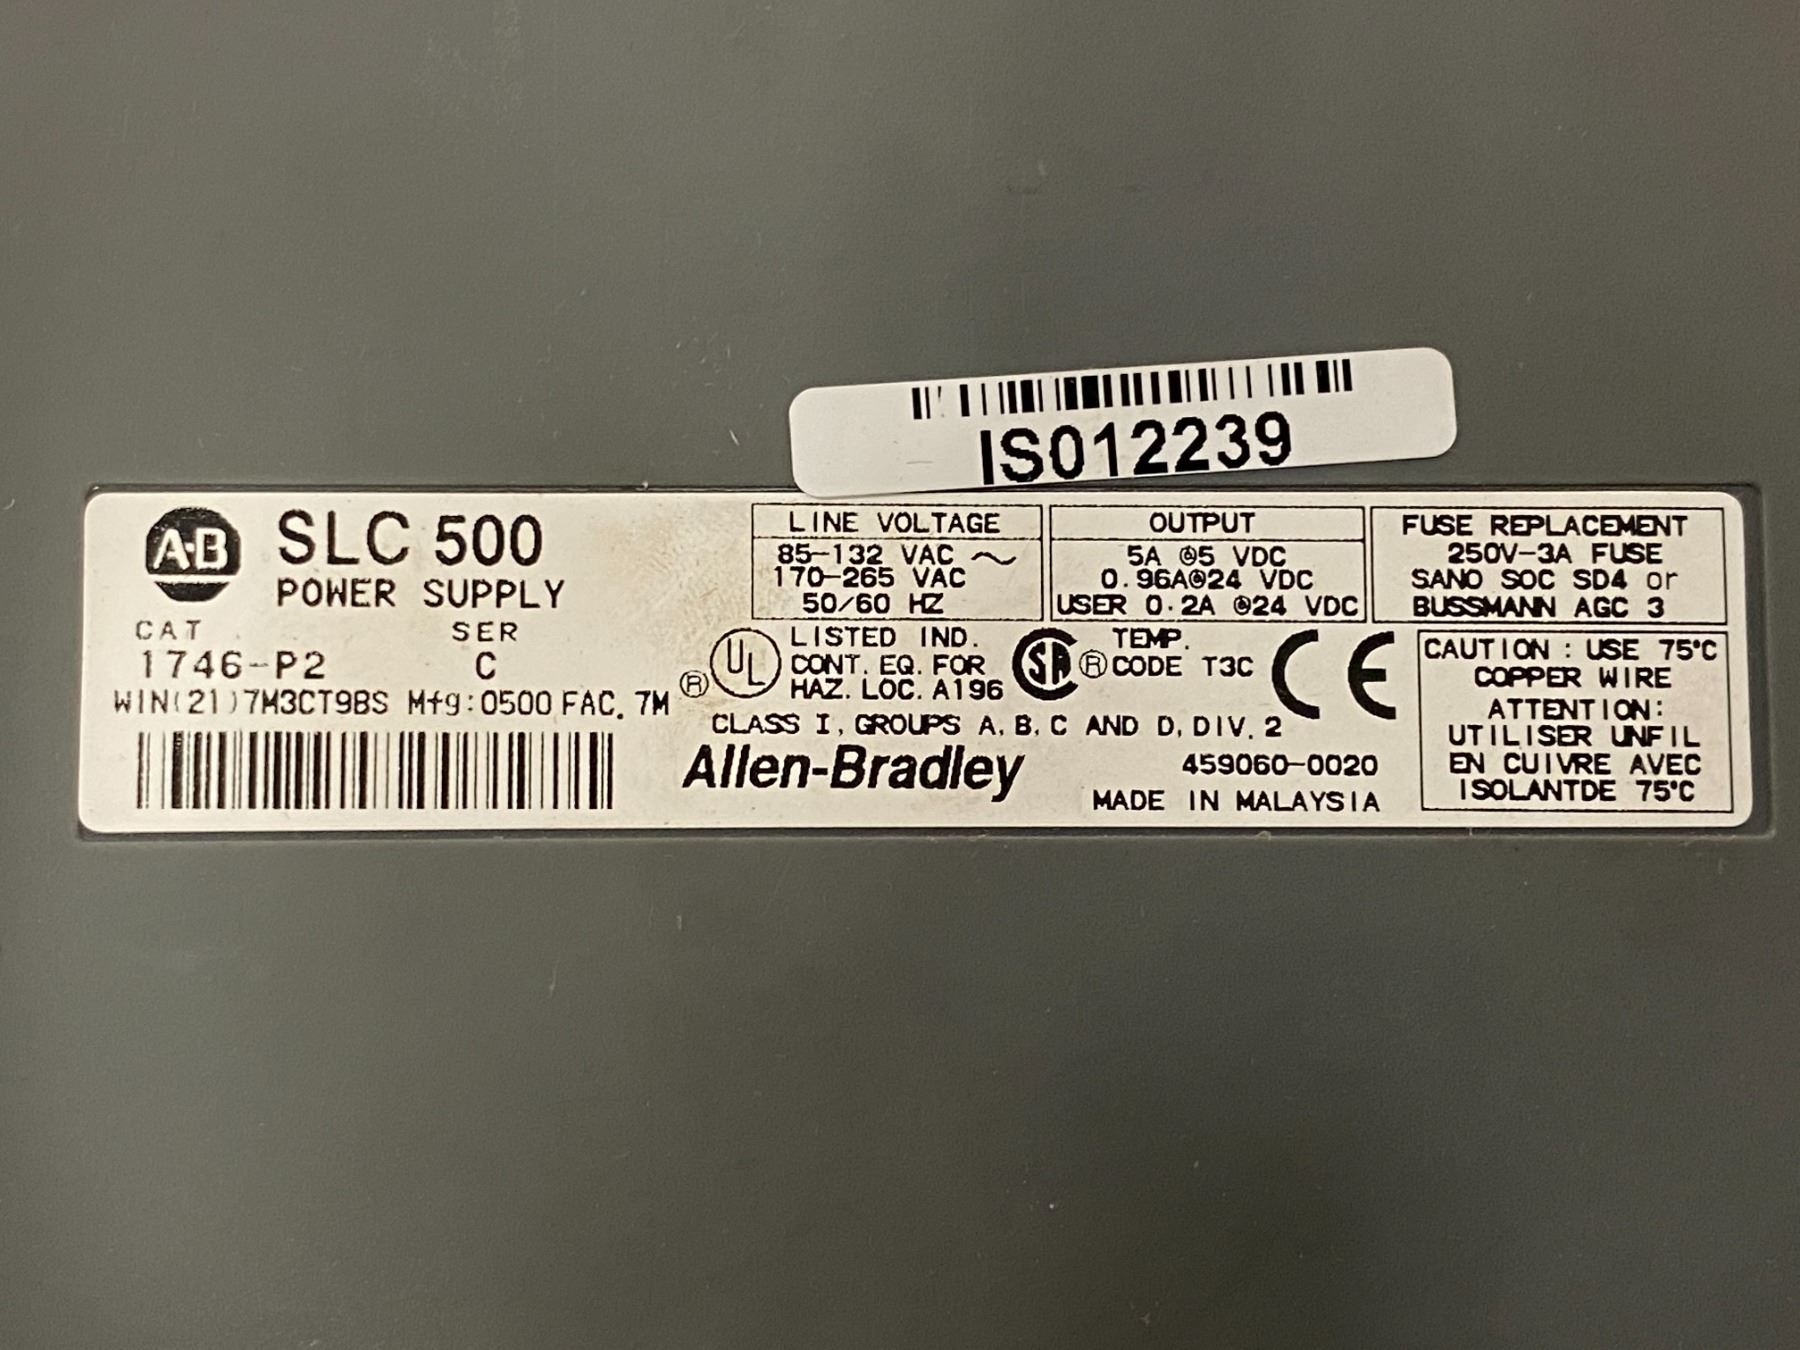 IS012239
A-B
SLC 500
POWER SUPPLY
CAT SER
1746-P2 C
WIN(21)7M3CT9BS Mfg:0500 FAC. 7M
LINE VOLTAGE
85-132 VAC ~
170-265 VAC
50/60 HZ
OUTPUT
5A @5 VDC
0.96A@24 VDC
USER 0.2A @24 VDC
FUSE REPLACEMENT
250V-3A FUSE
SANO SOC SD4 or
BUSSMANN AGC 3
UL ®
LISTED IND.
CONT. EQ. FOR
HAZ. LOC. A196
SA ®
TEMP.
CODE T3C
CE
CLASS I, GROUPS A, B, C AND D, DIV. 2
Allen-Bradley
459060-0020
MADE IN MALAYSIA
CAUTION : USE 75°C
COPPER WIRE
ATTENTION:
UTILISER UNFIL
EN CUIVRE AVEC
ISOLANTDE 75°C